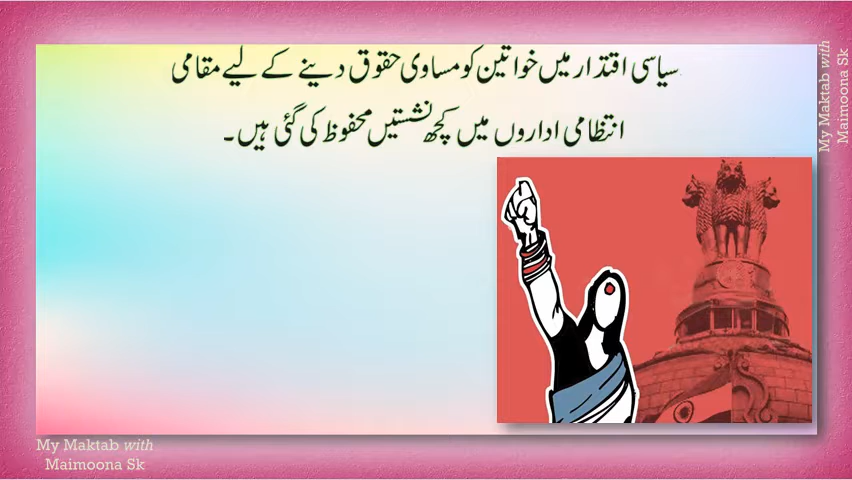 سیاسی اقتدار میں خواتین کو مساوی حقوق دینے کے لیے مقامی
انتظامی اداروں میں کچھ نشستیں محفوظ کی گئی ہیں۔
My Maktab with
Maimoona Sk
My Maktab with
Maimoona Sk